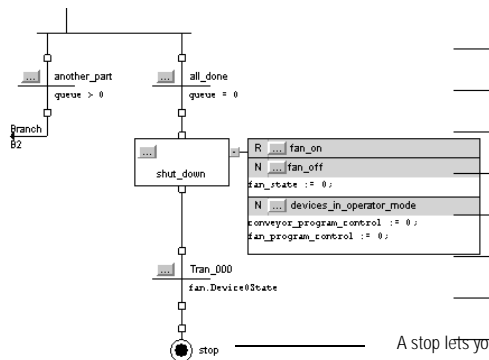 ... another_part
queue > 0
... all_done
queue = 0
Branch
B2
...
shut_down
R ... fan_on
N ... fan_off
fan_state := 0;
N ... devices_in_operator_mode
conveyor_program_control := 0;
fan_program_control := 0;
... Tran_000
fan.Device0State
stop
A stop lets yo